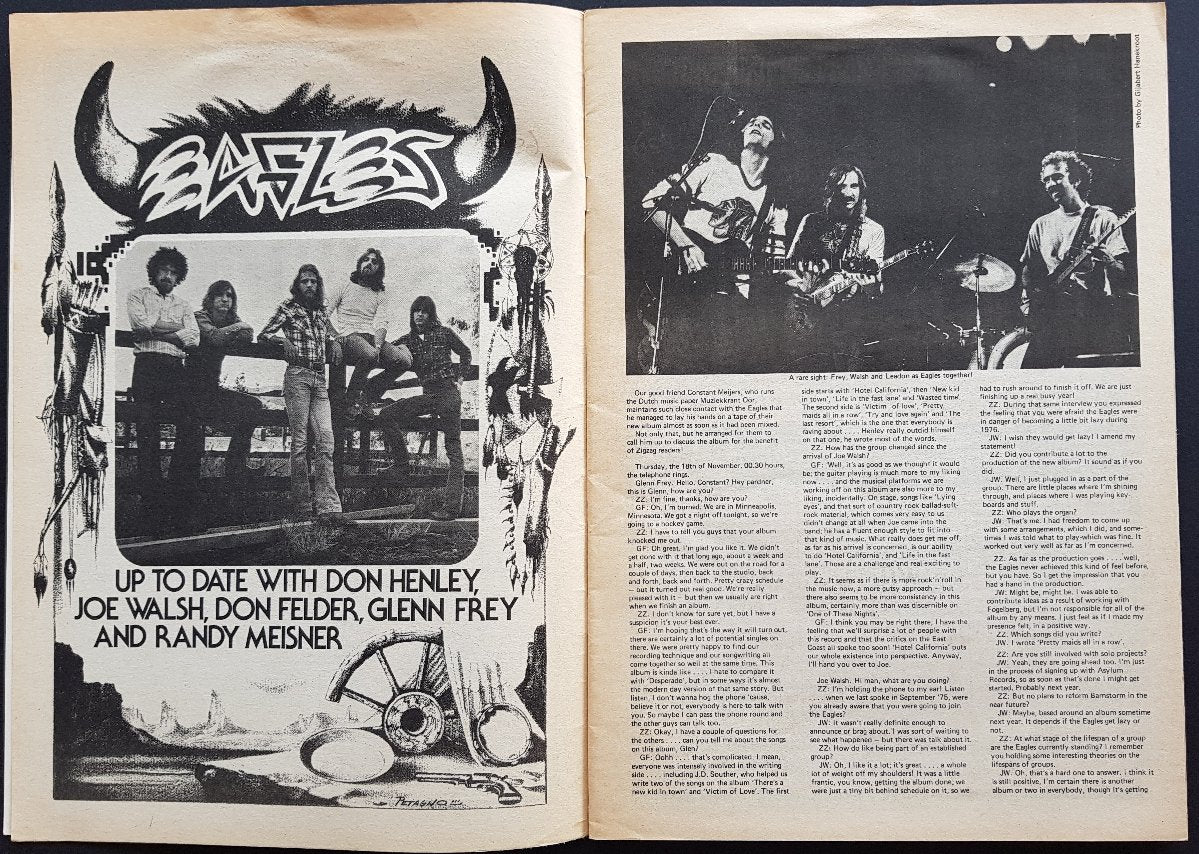 EAGLES
UP TO DATE WITH DON HENLEY,
JOE WALSH, DON FELDER, GLENN FREY
AND RANDY MEISNER
PETAGNO
Photo by Gijsbert Hanekroot
A rare sight: Frey, Walsh and Leadon as Eagles together!
Our good friend Constant Meijers, who runs
the Dutch music paper Muziekkrant Oor,
maintains such close contact with the Eagles that
he managed to lay his hands on a tape of their
new album almost as soon as it had been mixed.
Not only that, but he arranged for them to
call him up to discuss the album for the benefit
of Zigzag readers!
Thursday, the 18th of November, 00.30 hours,
the telephone rings.
Glenn Frey: Hello, Constant? Hey pardner,
this is Glenn, how are you?
ZZ: I'm fine, thanks, how are you?
GF: Oh, I'm burned. We are in Minneapolis,
Minnesota. We got a night off tonight, so we're
going to a hockey game.
ZZ: I have to tell you guys that your album
knocked me out.
GF: Oh great, I'm glad you like it. We didn't
get done with it that long ago, about a week and
a half, two weeks. We were out on the road for a
couple of days, then back to the studio, back
and forth, back and forth. Pretty crazy schedule
– but it turned out real good. We're really
pleased with it – but then we usually are right
when we finish an album.
ZZ: I don't know for sure yet, but I have a
suspicion it's your best ever.
GF: I'm hoping that's the way it will turn out,
there are certainly a lot of potential singles on
there. We were pretty happy to find our
recording technique and our songwriting all
come together so well at the same time. This
album is kinda like . . . . I hate to compare it
with 'Desperado', but in some ways it's almost
the modern day version of that same story. But
listen, I don't wanna hog the phone 'cause,
believe it or not, everybody is here to talk with
you. So maybe I can pass the phone round and
the other guys can talk too.
ZZ: Okay, I have a couple of questions for
the others . . . . can you tell me about the songs
on this album, Glen?
GF: Oohh . . . . that's complicated. I mean,
everyone was intensely involved in the writing
side . . . . including J.D. Souther, who helped us
write two of the songs on the album 'There's a
new kid in town' and 'Victim of Love'. The first
side starts with 'Hotel California', then 'New kid
in town', 'Life in the fast lane' and 'Wasted time'.
The second side is 'Victim of love', 'Pretty
maids all in a row', 'Try and love again' and 'The
last resort', which is the one that everybody is
raving about . . . . Henley really outdid himself
on that one, he wrote most of the words.
ZZ: How has the group changed since the
arrival of Joe Walsh?
GF: 'Well, it's as good as we thought it would
be; the guitar playing is much more to my liking
now . . . . and the musical platforms we are
working off on this album are also more to my
liking, incidentally. On stage, songs like 'Lying
eyes', and that sort of country rock ballad-soft-
rock material, which comes very easy to us
didn't change at all when Joe came into the
band; he has a fluent enough style to fit into
that kind of music. What really does get me off,
as far as his arrival is concerned, is our ability
to do 'Hotel California', and 'Life in the fast
lane'. Those are a challenge and real exciting to
play.
ZZ: It seems as if there is more rock'n'roll in
the music now, a more gutsy approach – but
there also seems to be more consistency in this
album, certainly more than was discernible on
'One of These Nights'.
GF: I think you may be right there; I have the
feeling that we'll surprise a lot of people with
this record and that the critics on the East
Coast all spoke too soon! 'Hotel California' puts
our whole existence into perspective. Anyway,
I'll hand you over to Joe.
Joe Walsh. Hi man, what are you doing?
ZZ: I'm holding the phone to my ear! Listen
. . . . when we last spoke in September '75, were
you already aware that you were going to join
the Eagles?
JW: It wasn't really definite enough to
announce or brag about. I was sort of waiting to
see what happened – but there was talk about it.
ZZ: How do like being part of an established
group?
JW: Oh, I like it a lot; it's great . . . . a whole
lot of weight off my shoulders! It was a little
frantic, you know, getting the album done; we
were just a tiny bit behind schedule on it, so we
had to rush around to finish it off. We are just
finishing up a real busy year!
ZZ: During that same interview you expressed
the feeling that you were afraid the Eagles were
in danger of becoming a little bit lazy during
1976.
JW: I wish they would get lazy! I amend my
statement!
ZZ: Did you contribute a lot to the
production of the new album? It sound as if you
did.
JW: Well, I just plugged in as a part of the
group. There are little places where I'm shining
through, and places where I was playing key-
boards and stuff.
ZZ: Who plays the organ?
JW: That's me. I had freedom to come up
with some arrangements, which I did, and some-
times I was told what to play-which was fine. It
worked out very well as far as I'm concerned.
ZZ: As far as the production goes . . . . well,
the Eagles never achieved this kind of feel before,
but you have. So I get the impression that you
had a hand in the production.
JW: Might be, might be. I was able to
contribute ideas as a result of working with
Fogelberg, but I'm not responsible for all of the
album by any means. I just feel as if I made my
presence felt, in a positive way.
ZZ: Which songs did you write?
JW: I wrote 'Pretty maids all in a row'.
ZZ: Are you still involved with solo projects?
JW: Yeah, they are going ahead too. I'm just
in the process of signing up with Asylum
Records, so as soon as that's done I might get
started. Probably next year.
ZZ: But no plans to reform Barnstorm in the
near future?
JW: Maybe, based around an album sometime
next year. It depends if the Eagles get lazy or
not.
ZZ: At what stage of the lifespan of a group
are the Eagles currently standing? I remember
you holding some interesting theories on the
lifespans of groups.
JW: Oh, that's a hard one to answer. I think it
is still positive, I'm certain there is another
album or two in everybody, though it's getting